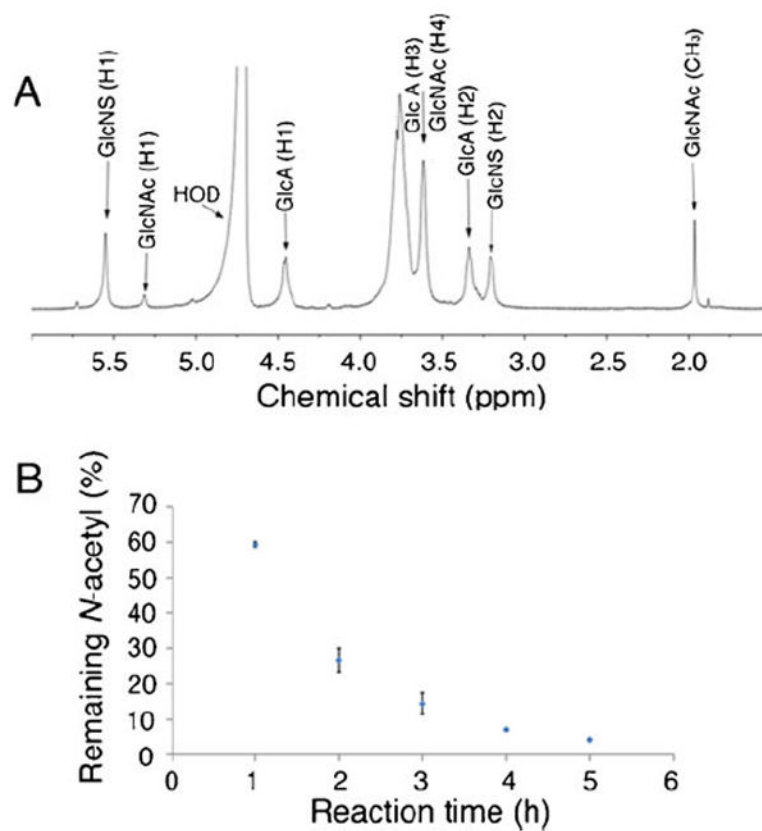 A
GlcNS (H1)
GlcNAc (H1)
HOD
GlcA (H1)
Glc A (H3)
GlcNAc (H4)
GlcA (H2)
GlcNS (H2)
GlcNAc (CH₃)
5.5 5.0 4.5 4.0 3.5 3.0 2.5 2.0
Chemical shift (ppm)
B
Remaining N-acetyl (%)
70
60
50
40
30
20
10
0
0 1 2 3 4 5 6
Reaction time (h)